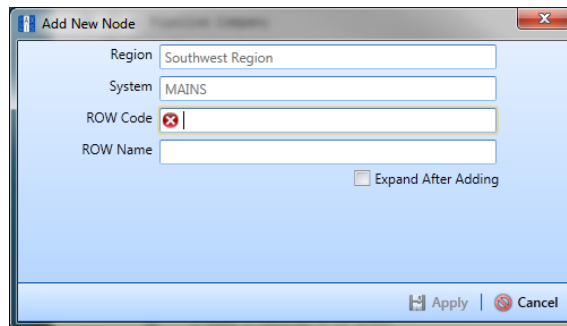 Add New Node
Region Southwest Region
System MAINS
ROW Code
ROW Name
Expand After Adding
Apply | Cancel